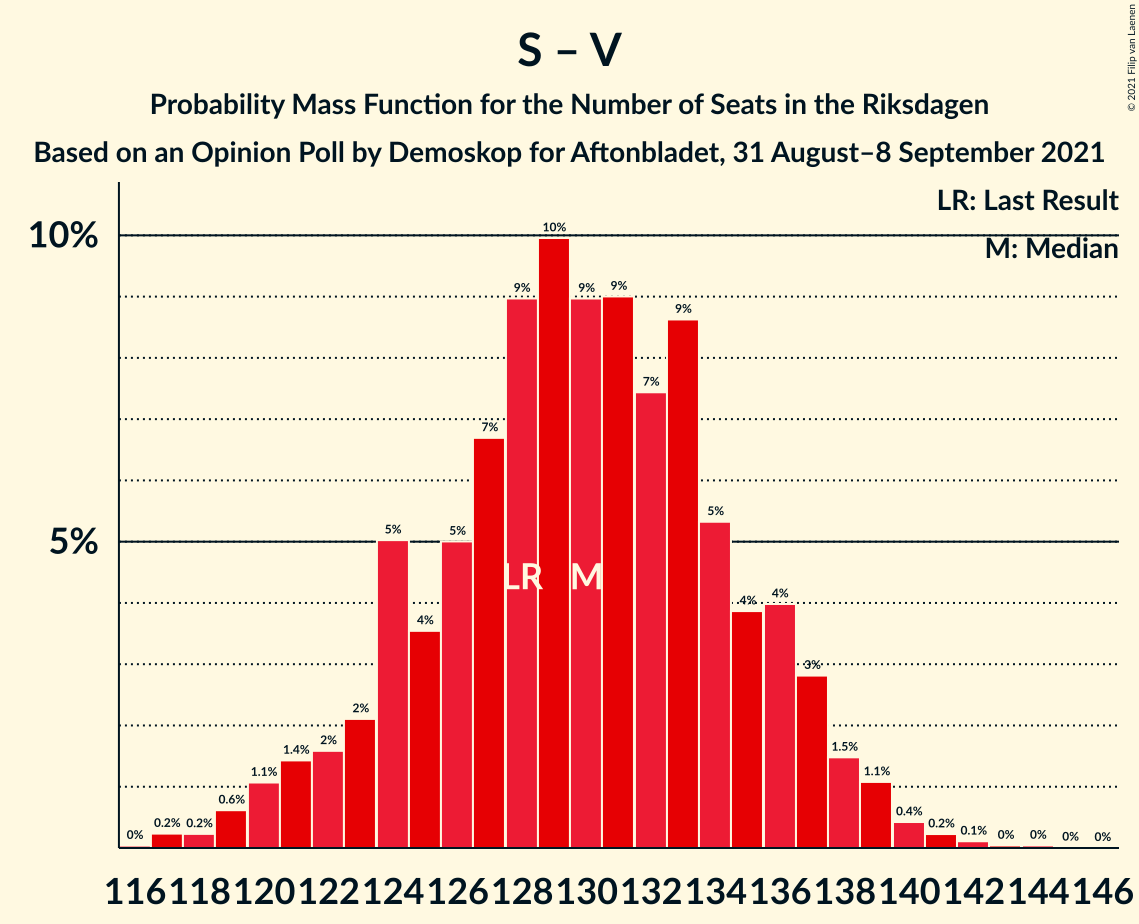 S – V
Probability Mass Function for the Number of Seats in the Riksdagen
Based on an Opinion Poll by Demoskop for Aftonbladet, 31 August–8 September 2021
© 2021 Filip van Laenen
LR: Last Result
M: Median
10%
5%
0% 0.2% 0.2% 0.6% 1.1% 1.4% 2% 2% 5% 4% 5% 7% 9% 10% 9% 9% 7% 9% 5% 4% 4% 3% 1.5% 1.1% 0.4% 0.2% 0.1% 0% 0% 0% 0%
LR M
116 118 120 122 124 126 128 130 132 134 136 138 140 142 144 146